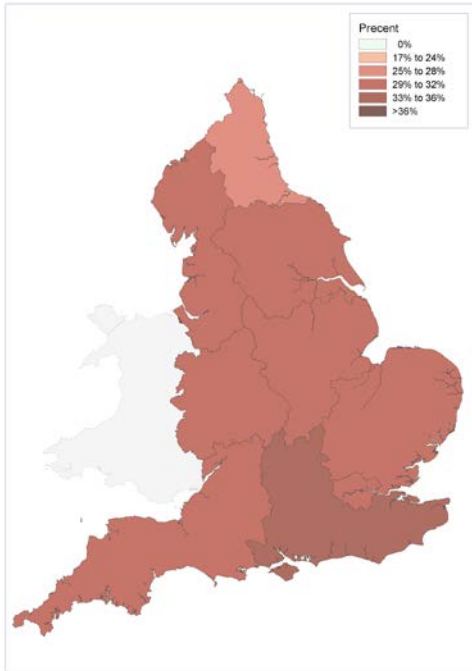 Precent
0%
17% to 24%
25% to 28%
29% to 32%
33% to 36%
>36%